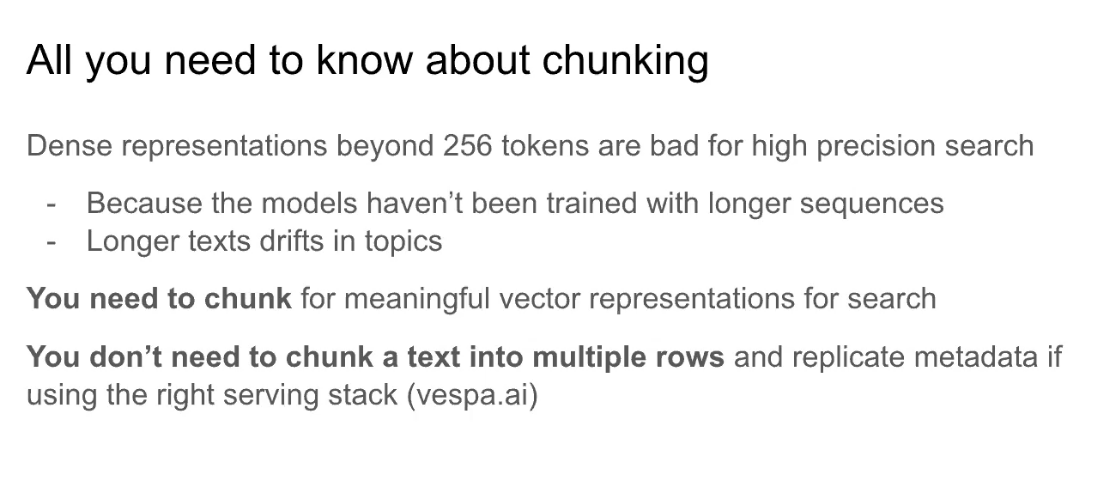 All you need to know about chunking
Dense representations beyond 256 tokens are bad for high precision search
- Because the models haven’t been trained with longer sequences
- Longer texts drifts in topics
You need to chunk for meaningful vector representations for search
You don’t need to chunk a text into multiple rows and replicate metadata if
using the right serving stack (vespa.ai)